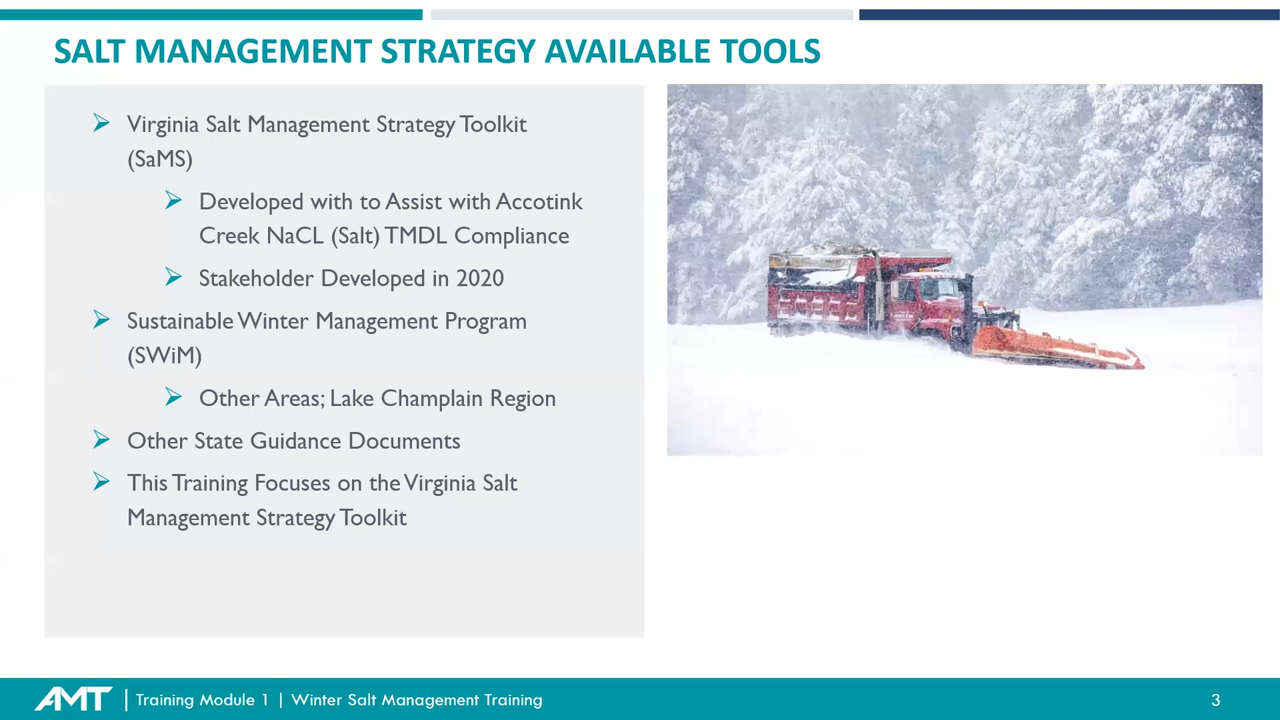 SALT MANAGEMENT STRATEGY AVAILABLE TOOLS
Virginia Salt Management Strategy Toolkit
(SaMS)
Developed with to Assist with Accotink
Creek NaCL (Salt) TMDL Compliance
Stakeholder Developed in 2020
Sustainable Winter Management Program
(SWiM)
Other Areas; Lake Champlain Region
Other State Guidance Documents
This Training Focuses on the Virginia Salt
Management Strategy Toolkit
AMT | Training Module 1 | Winter Salt Management Training
3